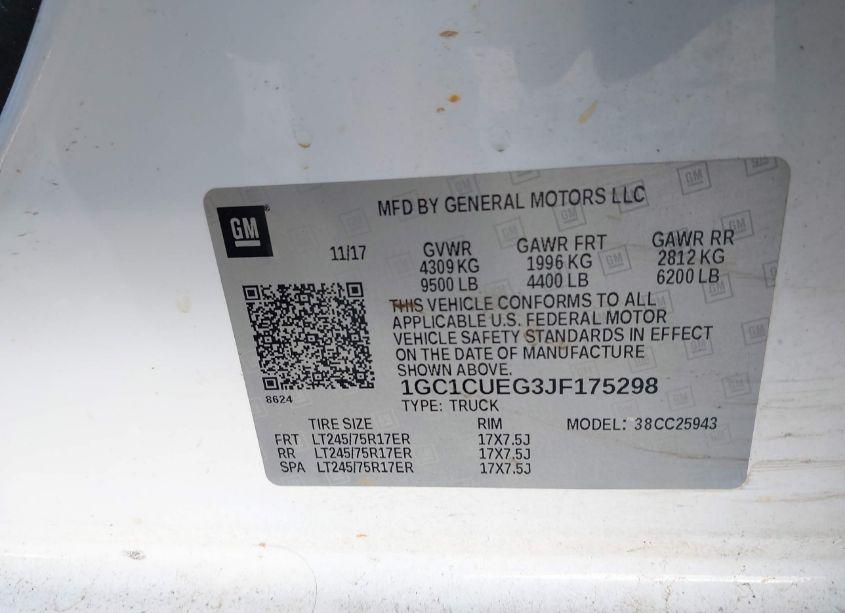 GM
MFD BY GENERAL MOTORS LLC
11/17
GVWR GAWR FRT GAWR RR
4309 KG 1996 KG 2812 KG
9500 LB 4400 LB 6200 LB
THIS VEHICLE CONFORMS TO ALL
APPLICABLE U.S. FEDERAL MOTOR
VEHICLE SAFETY STANDARDS IN EFFECT
ON THE DATE OF MANUFACTURE
SHOWN ABOVE.
8624
1GC1CUEG3JF175298
TYPE: TRUCK
TIRE SIZE RIM MODEL: 38CC25943
FRT LT245/75R17ER 17X7.5J
RR LT245/75R17ER 17X7.5J
SPA LT245/75R17ER 17X7.5J